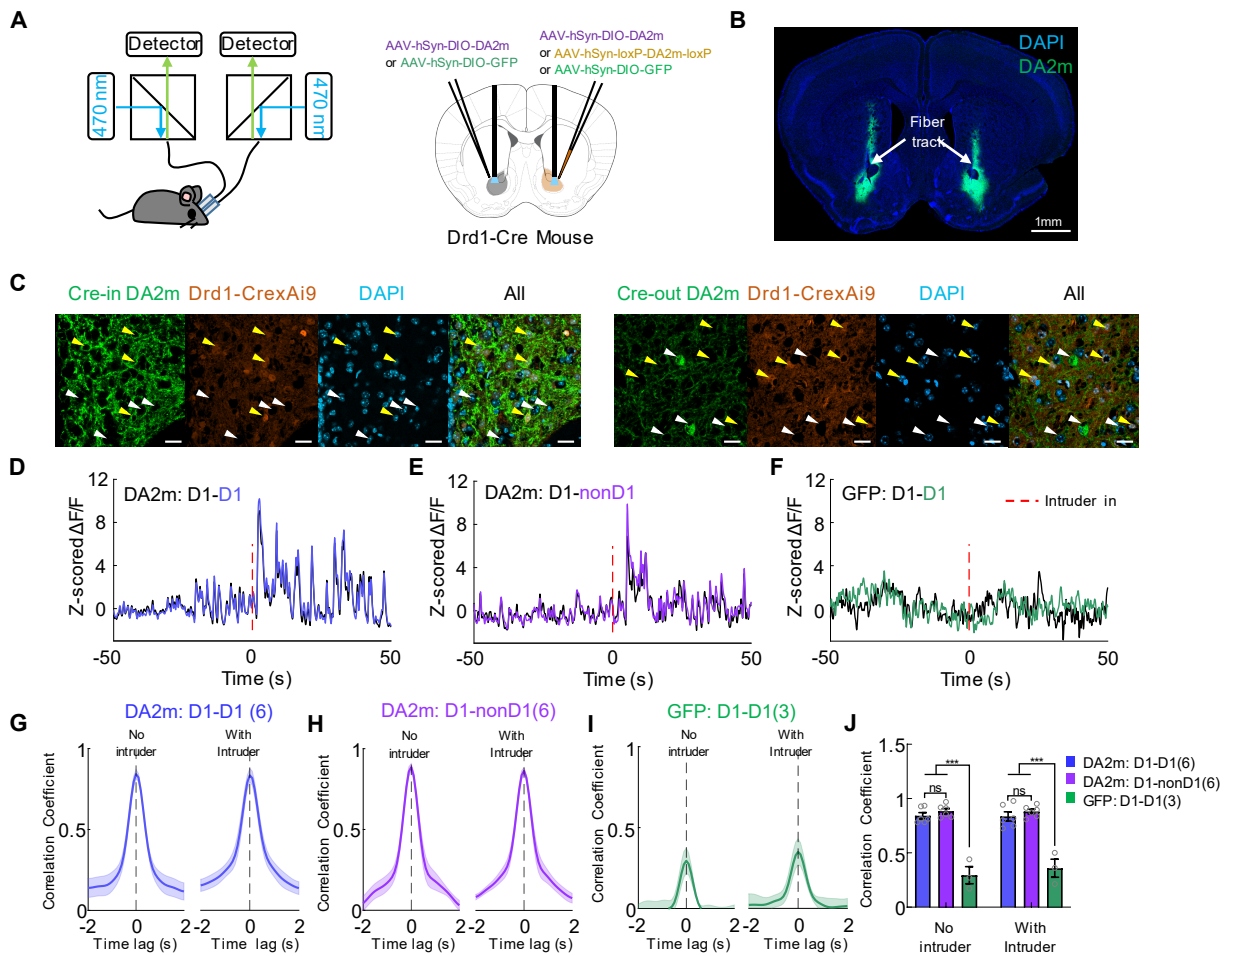 A
Detector
Detector
470 nm
470 nm
AAV-hSyn-DIO-DA2m
or AAV-hSyn-DIO-GFP
AAV-hSyn-DIO-DA2m
or AAV-hSyn-loxP-DA2m-loxP
or AAV-hSyn-DIO-GFP
Drd1-Cre Mouse
B
DAPI
DA2m
Fiber
track
1mm
C
Cre-in DA2m
Drd1-CrexAi9
DAPI
All
Cre-out DA2m
Drd1-CrexAi9
DAPI
All
D
DA2m: D1-D1
Z-scored ΔF/F
12
8
4
0
-50
0
50
Time (s)
E
DA2m: D1-nonD1
Z-scored ΔF/F
12
8
4
0
-50
0
50
Time (s)
F
GFP: D1-D1
Intruder in
Z-scored ΔF/F
12
8
4
0
-50
0
50
Time (s)
G
DA2m: D1-D1 (6)
No
intruder
With
Intruder
Correlation Coefficient
1
0.5
0
-2
0
2
-2
0
2
Time lag (s)
Time lag (s)
H
DA2m: D1-nonD1(6)
No
intruder
With
Intruder
Correlation Coefficient
1
0.5
0
-2
0
2
-2
0
2
Time lag (s)
Time lag (s)
I
GFP: D1-D1(3)
No
intruder
With
Intruder
Correlation Coefficient
1
0.5
0
-2
0
2
-2
0
2
Time lag (s)
Time lag (s)
J
Correlation Coefficient
1.5
1
0.5
0
***
ns
***
ns
DA2m: D1-D1(6)
DA2m: D1-nonD1(6)
GFP: D1-D1(3)
No
intruder
With
Intruder